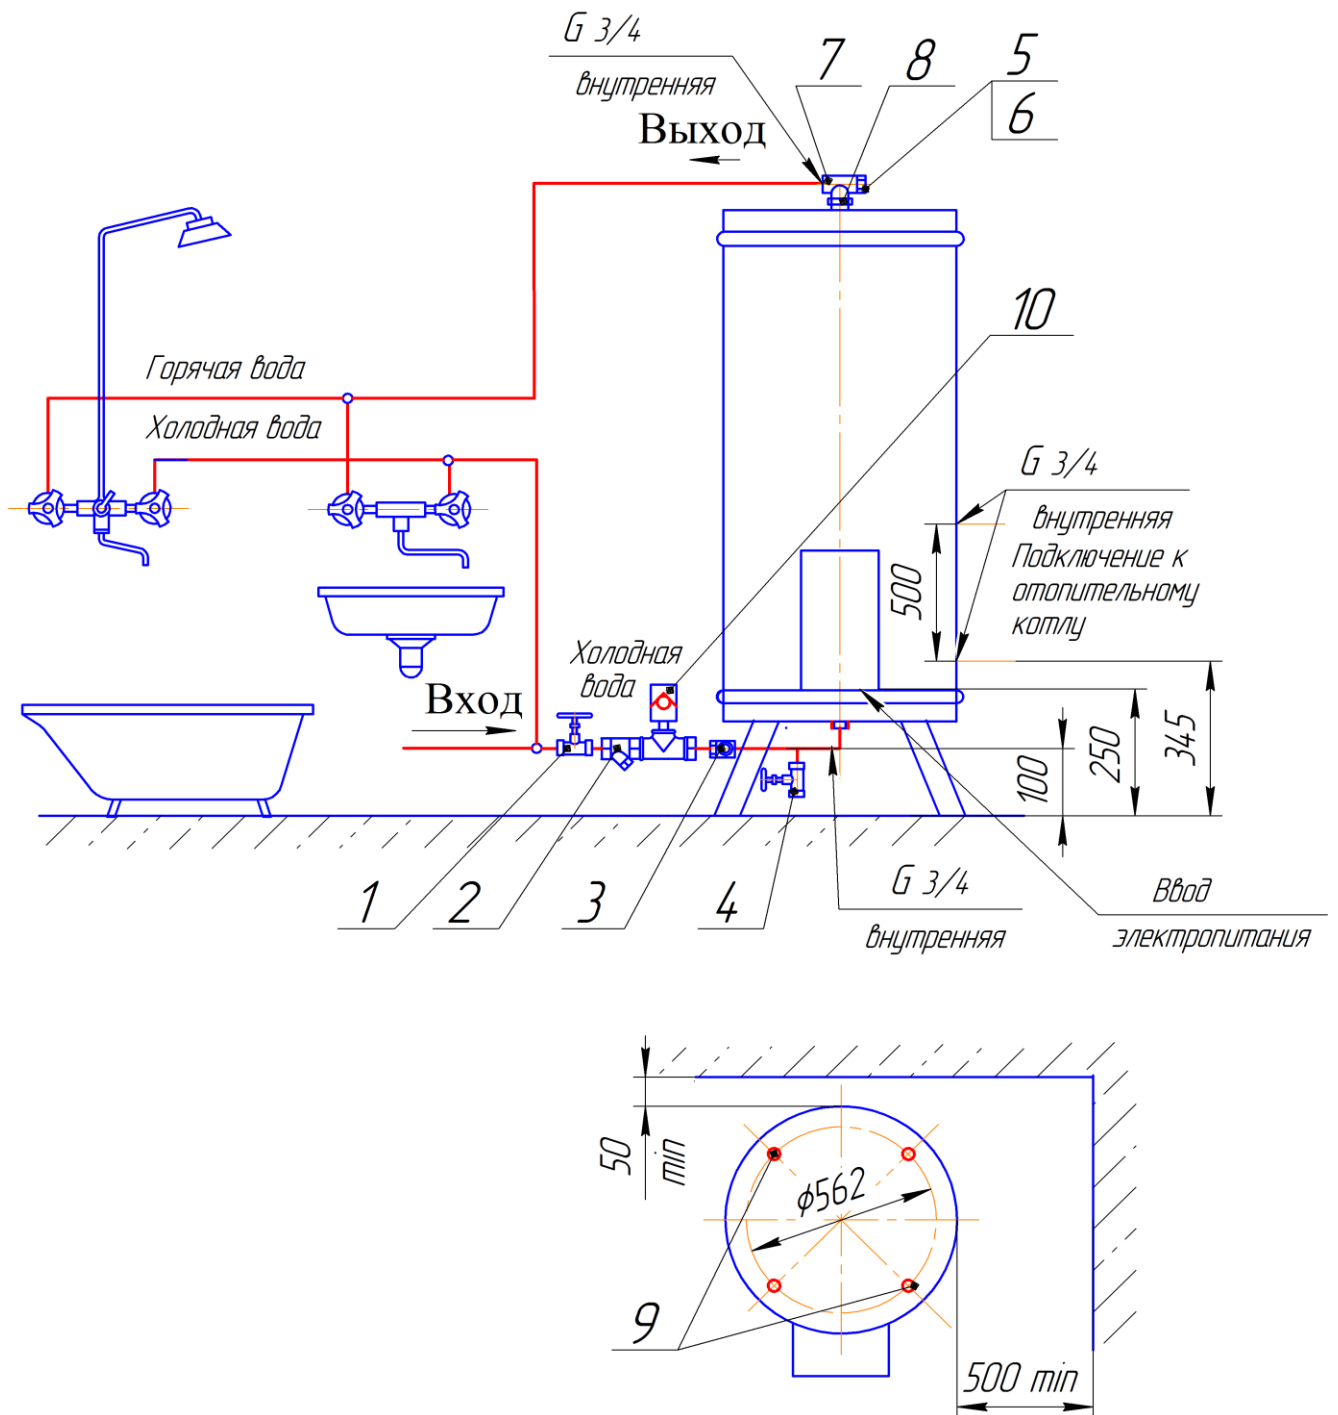 G 3/4
внутренняя
Выход
7
8
5
6
10
Горячая вода
Холодная вода
G 3/4
внутренняя
Подключение к
отопительному
котлу
500
Холодная
вода
Вход
100
250
345
1
2
3
4
G 3/4
внутренняя
Ввод
электропитания
50
min
ϕ562
9
500 min